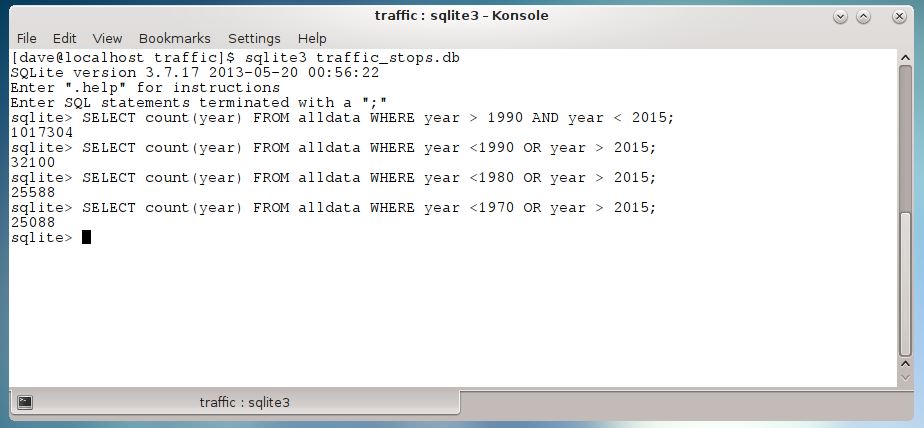 traffic : sqlite3 – Konsole
File Edit View Bookmarks Settings Help
[dave@localhost traffic]$ sqlite3 traffic_stops.db
SQLite version 3.7.17 2013-05-20 00:56:22
Enter ".help" for instructions
Enter SQL statements terminated with a ";"
sqlite> SELECT count(year) FROM alldata WHERE year > 1990 AND year < 2015;
1017304
sqlite> SELECT count(year) FROM alldata WHERE year <1990 OR year > 2015;
32100
sqlite> SELECT count(year) FROM alldata WHERE year <1980 OR year > 2015;
25588
sqlite> SELECT count(year) FROM alldata WHERE year <1970 OR year > 2015;
25088
sqlite>
traffic : sqlite3